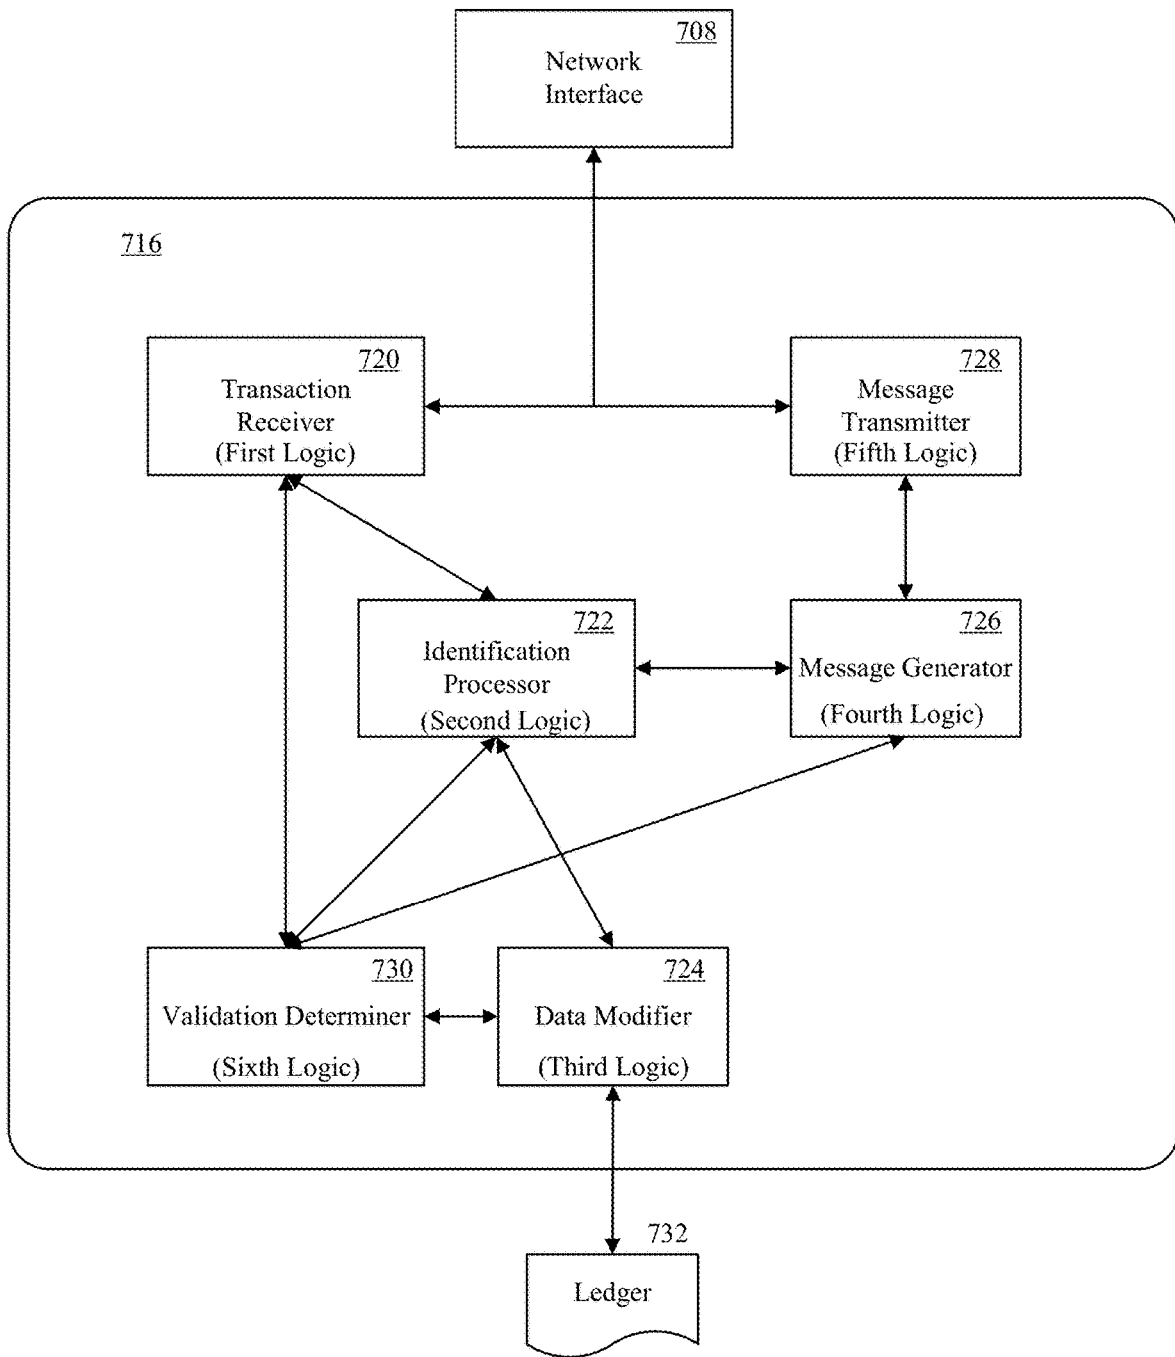 708
Network
Interface
716
720
Transaction
Receiver
(First Logic)
728
Message
Transmitter
(Fifth Logic)
722
Identification
Processor
(Second Logic)
726
Message Generator
(Fourth Logic)
730
Validation Determiner
(Sixth Logic)
724
Data Modifier
(Third Logic)
732
Ledger